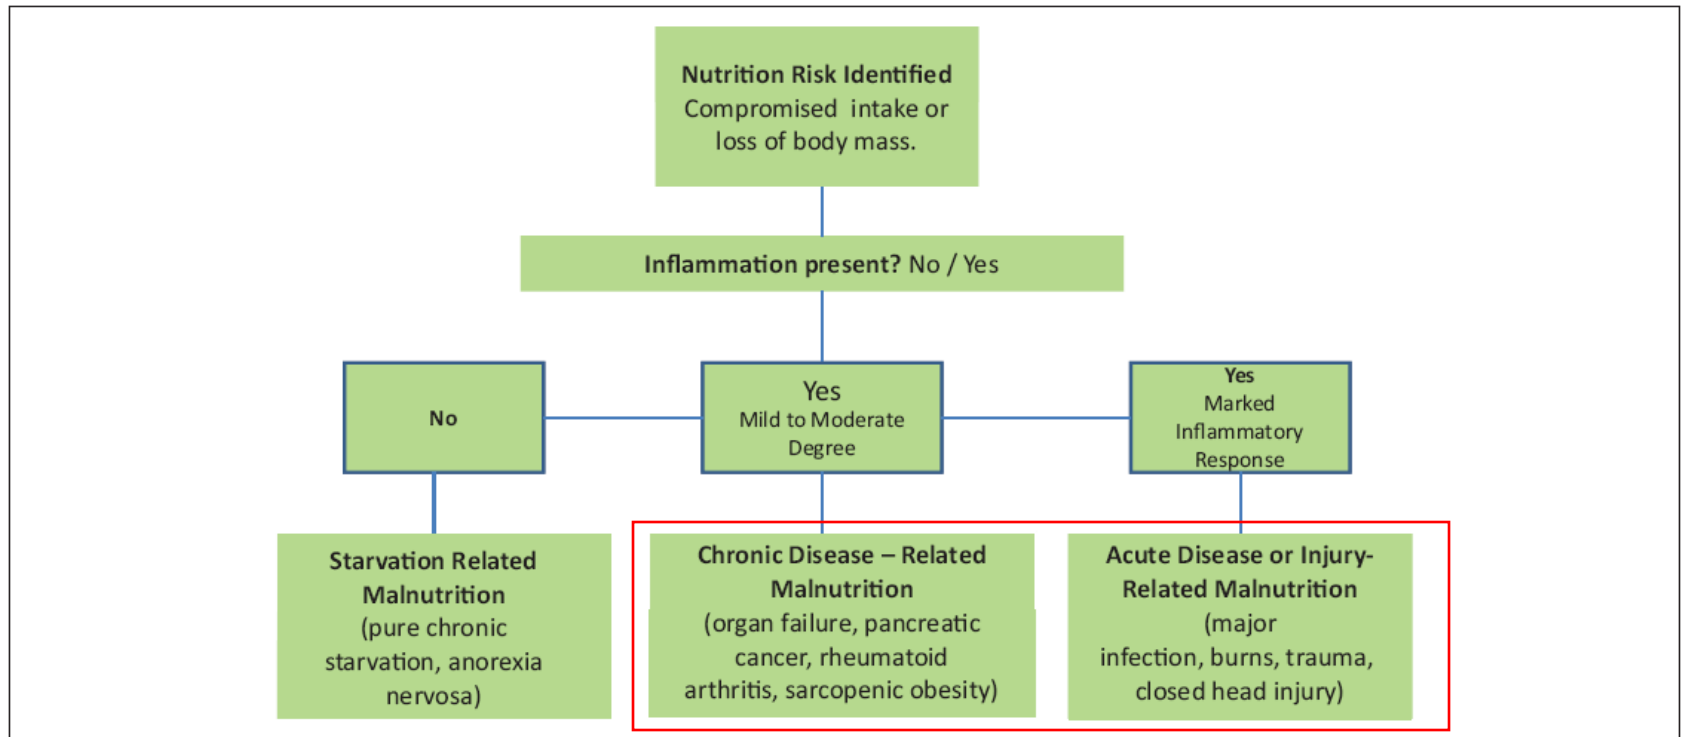 Nutrition Risk Identified
Compromised intake or
loss of body mass.
Inflammation present? No / Yes
No
Yes
Mild to Moderate
Degree
Yes
Marked
Inflammatory
Response
Starvation Related
Malnutrition
(pure chronic
starvation, anorexia
nervosa)
Chronic Disease – Related
Malnutrition
(organ failure, pancreatic
cancer, rheumatoid
arthritis, sarcopenic obesity)
Acute Disease or Injury-
Related Malnutrition
(major
infection, burns, trauma,
closed head injury)